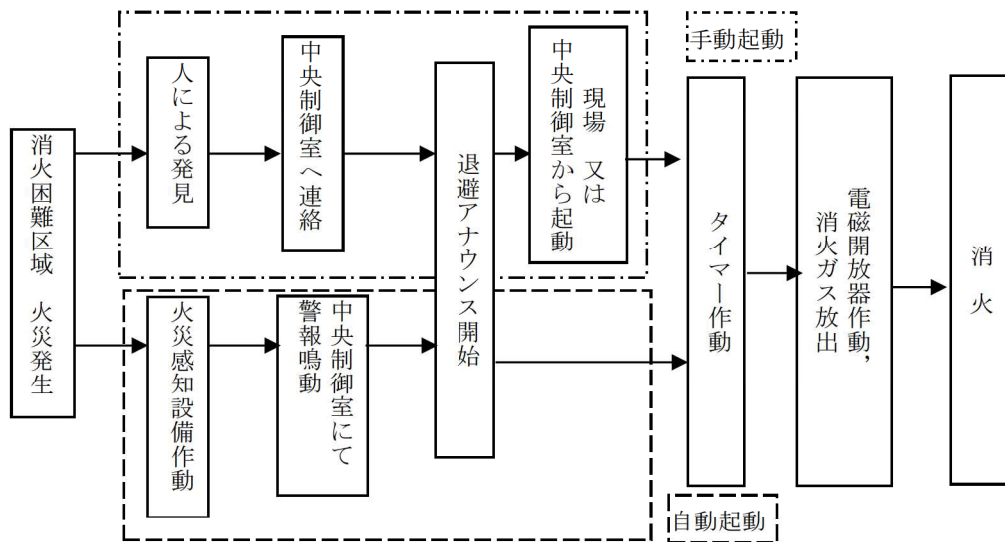 消火困難区域　火災発生
人による発見
中央制御室へ連絡
火災感知設備作動
中央制御室にて
警報鳴動
退避アナウンス開始
現場　又は
中央制御室から起動
手動起動
自動起動
タイマー作動
電磁開放器作動，
消火ガス放出
消　火